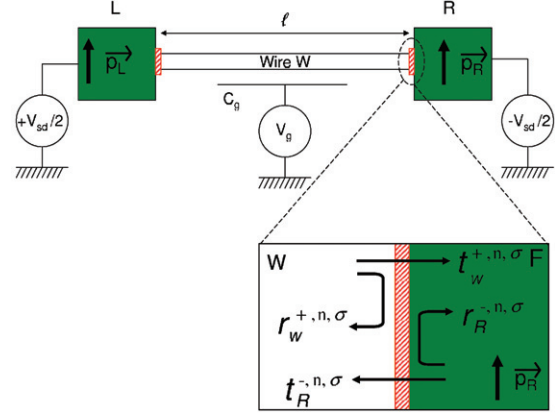 L
R
ℓ
p_L
Wire W
p_R
C_g
+V_sd/2
V_g
-V_sd/2
W
t_w^{+,n,σ}
F
r_w^{+,n,σ}
r_R^{-,n,σ}
t_R^{-,n,σ}
p_R